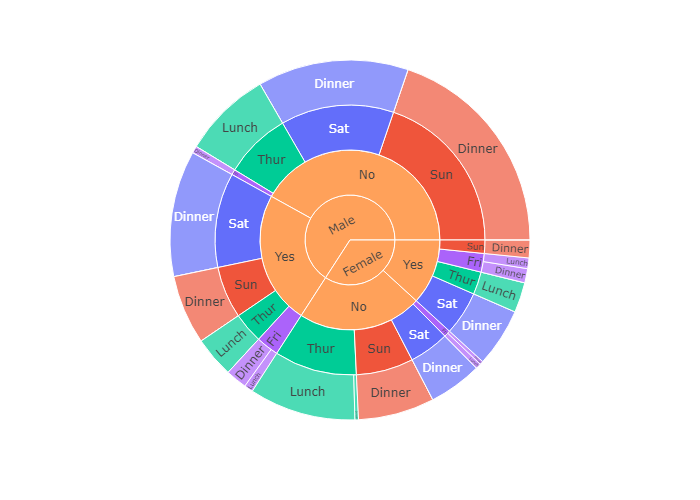 Male
No
Sun
Dinner
Sat
Dinner
Thur
Lunch
Yes
Sat
Dinner
Sun
Dinner
Thur
Lunch
Fri
Dinner
Lunch
Female
No
Thur
Lunch
Sun
Dinner
Sat
Dinner
Yes
Sat
Dinner
Thur
Lunch
Fri
Dinner
Lunch
Sun
Dinner